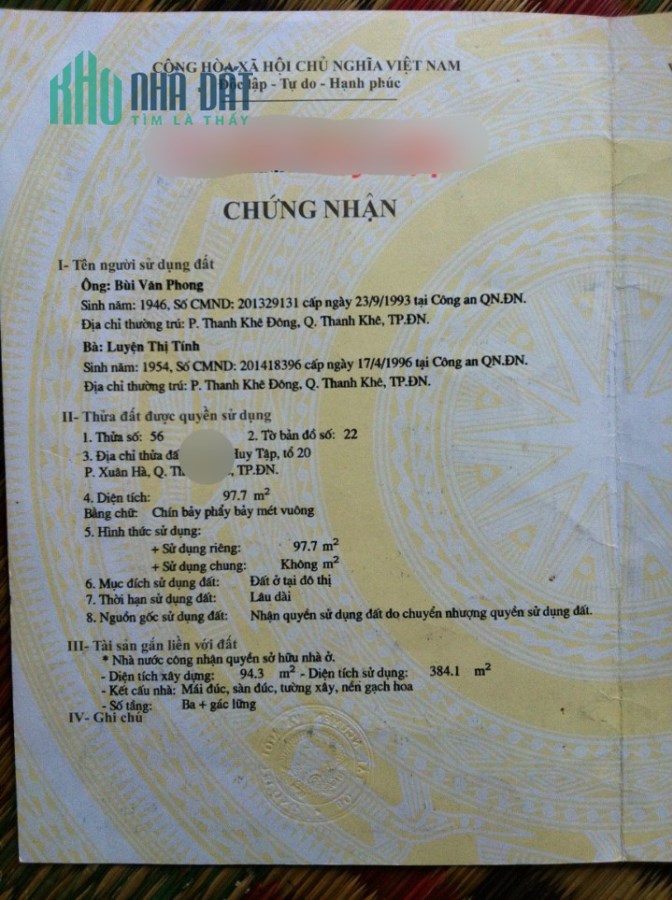 CỘNG HÒA XÃ HỘI CHỦ NGHĨA VIỆT NAM
Độc lập - Tự do - Hạnh phúc
KHO NHÀ ĐẤT
TÌM LÀ THẤY
CHỨNG NHẬN
I- Tên người sử dụng đất
Ông: Bùi Văn Phong
Sinh năm: 1946, Số CMND: 201329131 cấp ngày 23/9/1993 tại Công an QN.ĐN.
Địa chỉ thường trú: P. Thanh Khê Đông, Q. Thanh Khê, TP.ĐN.
Bà: Luyện Thị Tính
Sinh năm: 1954, Số CMND: 201418396 cấp ngày 17/4/1996 tại Công an QN.ĐN.
Địa chỉ thường trú: P. Thanh Khê Đông, Q. Thanh Khê, TP.ĐN.
II- Thửa đất được quyền sử dụng
1. Thửa số: 56 2. Tờ bản đồ số: 22
3. Địa chỉ thửa đấ Huy Tập, tổ 20
P. Xuân Hà, Q. Th , TP.ĐN.
4. Diện tích: 97.7 m2
Bằng chữ: Chín bảy phẩy bảy mét vuông
5. Hình thức sử dụng:
+ Sử dụng riêng: 97.7 m2
+ Sử dụng chung: Không m2
6. Mục đích sử dụng đất: Đất ở tại đô thị
7. Thời hạn sử dụng đất: Lâu dài
8. Nguồn gốc sử dụng đất: Nhận quyền sử dụng đất do chuyển nhượng quyền sử dụng đất.
III- Tài sản gắn liền với đất
* Nhà nước công nhận quyền sở hữu nhà ở.
- Diện tích xây dựng: 94.3 m2 - Diện tích sử dụng: 384.1 m2
- Kết cấu nhà: Mái đúc, sàn đúc, tường xây, nền gạch hoa
- Số tầng: Ba + gác lửng
IV- Ghi chú